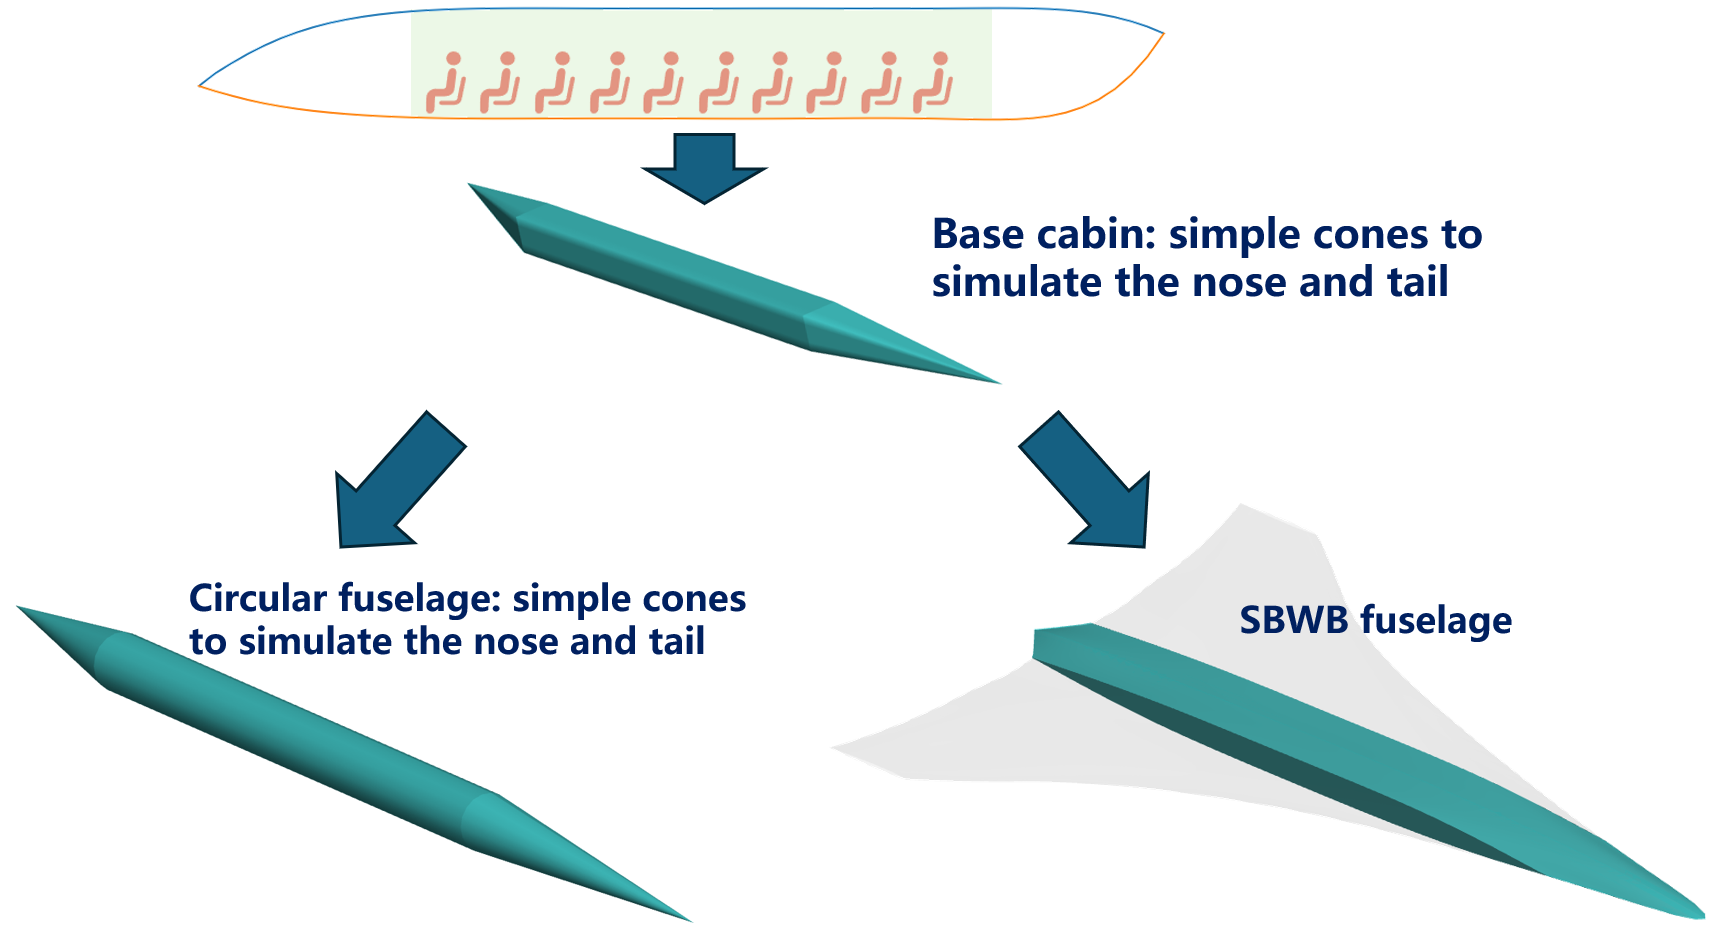 Base cabin: simple cones to
simulate the nose and tail
Circular fuselage: simple cones
to simulate the nose and tail
SBWB fuselage